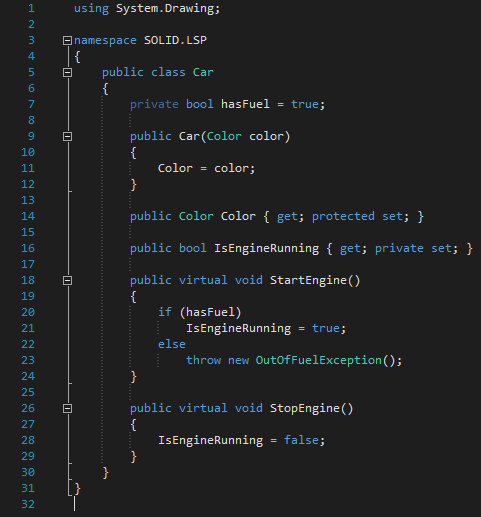 1 using System.Drawing;
2
3 namespace SOLID.LSP
4 {
5     public class Car
6     {
7         private bool hasFuel = true;
8
9         public Car(Color color)
10         {
11             Color = color;
12         }
13
14         public Color Color { get; protected set; }
15
16         public bool IsEngineRunning { get; private set; }
17
18         public virtual void StartEngine()
19         {
20             if (hasFuel)
21                 IsEngineRunning = true;
22             else
23                 throw new OutOfFuelException();
24         }
25
26         public virtual void StopEngine()
27         {
28             IsEngineRunning = false;
29         }
30     }
31 }
32